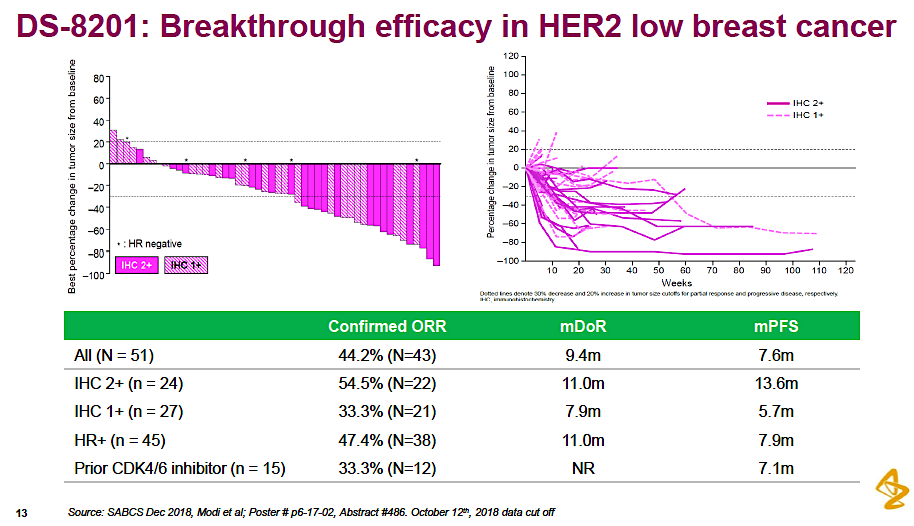 DS-8201: Breakthrough efficacy in HER2 low breast cancer
Best percentage change in tumor size from baseline
80
60
40
20
0
−20
−40
−60
−80
−100
*
*
*
*
*
* : HR negative
IHC 2+
IHC 1+
Percentage change in tumor size from baseline
120
100
80
60
40
20
0
−20
−40
−60
−80
−100
IHC 2+
IHC 1+
10 20 30 40 50 60 70 80 90 100 110 120
Weeks
Dotted lines denote 30% decrease and 20% increase in tumor size cutoffs for partial response and progressive disease, respectively.
IHC, immunohistochemistry.
Confirmed ORR mDoR mPFS
All (N = 51) 44.2% (N=43) 9.4m 7.6m
IHC 2+ (n = 24) 54.5% (N=22) 11.0m 13.6m
IHC 1+ (n = 27) 33.3% (N=21) 7.9m 5.7m
HR+ (n = 45) 47.4% (N=38) 11.0m 7.9m
Prior CDK4/6 inhibitor (n = 15) 33.3% (N=12) NR 7.1m
13
Source: SABCS Dec 2018, Modi et al; Poster # p6-17-02, Abstract #486. October 12th, 2018 data cut off